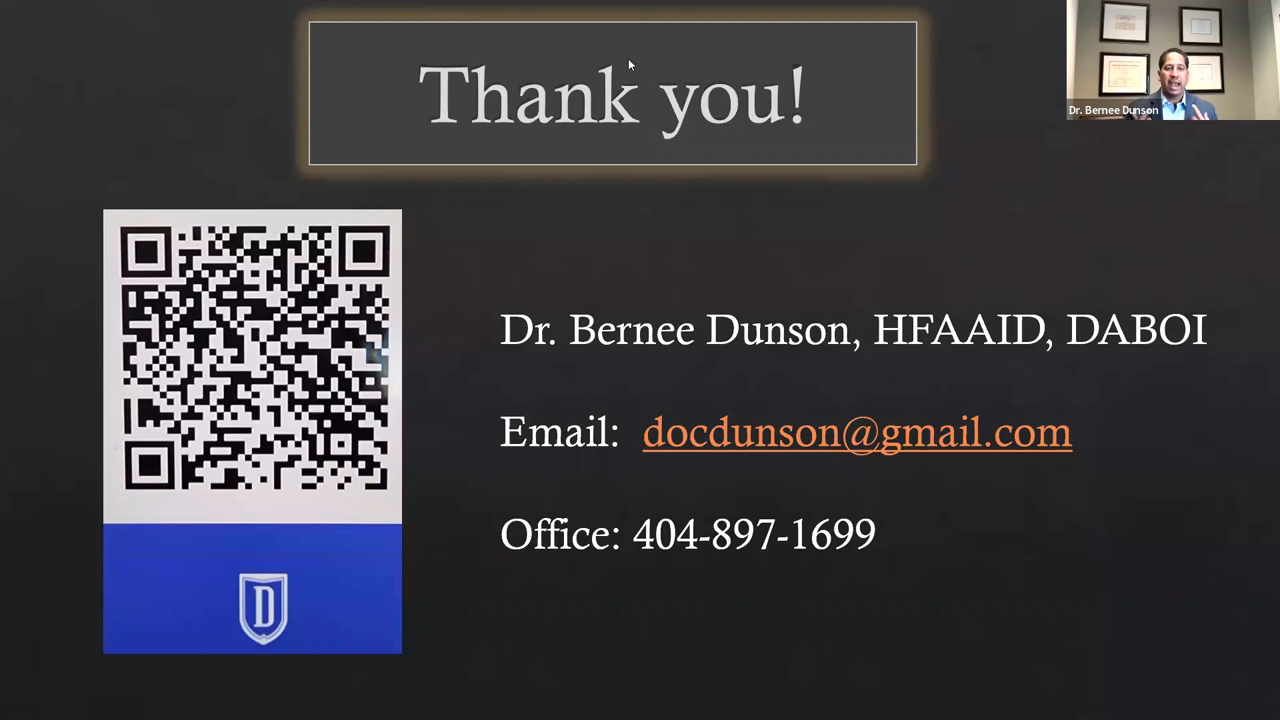 Thank you!
Dr. Bernee Dunson
Dr. Bernee Dunson, HFAAID, DABOI
Email: docdunson@gmail.com
Office: 404-897-1699
D